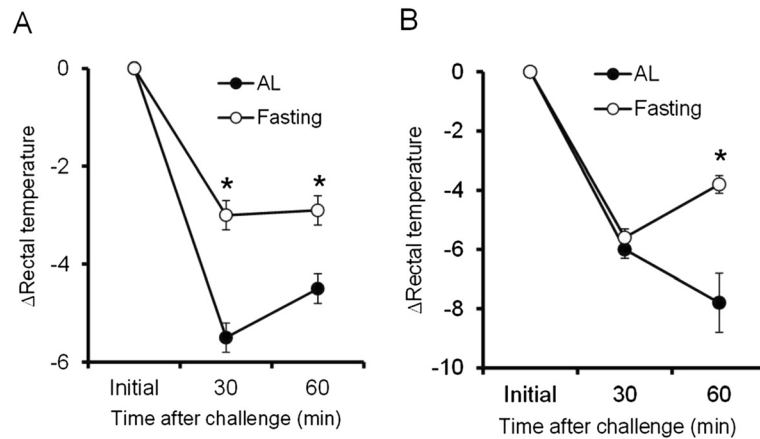 A
0
-2
-4
-6
ΔRectal temperature
AL
Fasting
*
*
Initial 30 60
Time after challenge (min)
B
0
-2
-4
-6
-8
-10
ΔRectal temperature
AL
Fasting
*
Initial 30 60
Time after challenge (min)